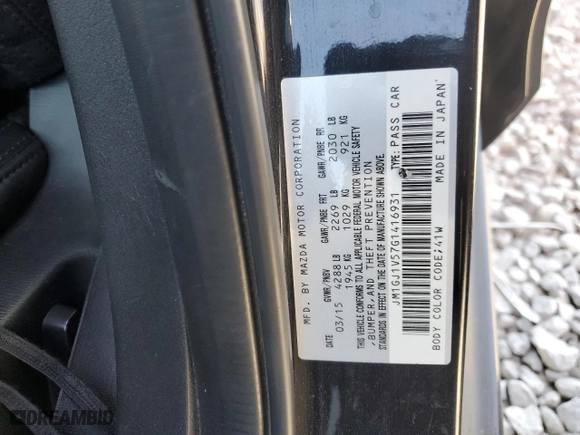 MFD. BY MAZDA MOTOR CORPORATION
GVWR/PNBV GAWR/PNBE FRT GAWR/PNBE RR
DATE 4288 LB 2269 LB 2030 LB
03/15 1945 KG 1029 KG 921 KG
THIS VEHICLE CONFORMS TO ALL APPLICABLE FEDERAL MOTOR VEHICLE SAFETY
,BUMPER,AND THEFT PREVENTION
STANDARDS IN EFFECT ON THE DATE OF MANUFACTURE SHOWN ABOVE.
JM1GJ1V57G1416931 TYPE: PASS CAR
BODY COLOR CODE;41W MADE IN JAPAN
DREAMBID